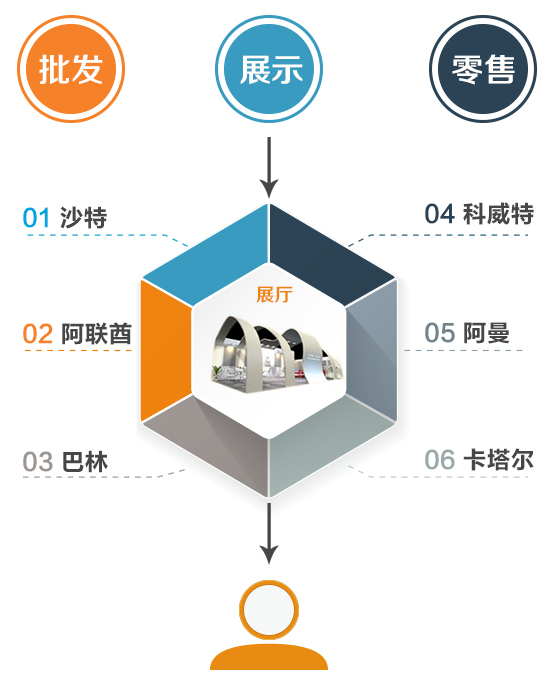 批发
展示
零售
01 沙特
04 科威特
展厅
02 阿联酋
05 阿曼
03 巴林
06 卡塔尔